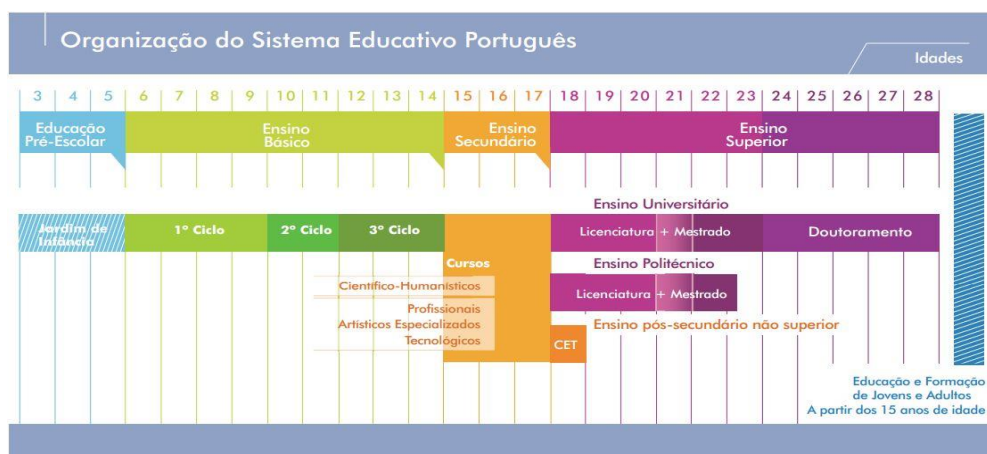 Organização do Sistema Educativo Português
Idades
3 4 5 6 7 8 9 10 11 12 13 14 15 16 17 18 19 20 21 22 23 24 25 26 27 28
Educação
Pré-Escolar
Ensino
Básico
Ensino
Secundário
Ensino
Superior
Ensino Universitário
Jardim de
Infância
1º Ciclo
2º Ciclo
3º Ciclo
Licenciatura + Mestrado
Doutoramento
Cursos
Científico-Humanísticos
Profissionais
Artísticos Especializados
Tecnológicos
Ensino Politécnico
Licenciatura + Mestrado
Ensino pós-secundário não superior
CET
Educação e Formação
de Jovens e Adultos
A partir dos 15 anos de idade